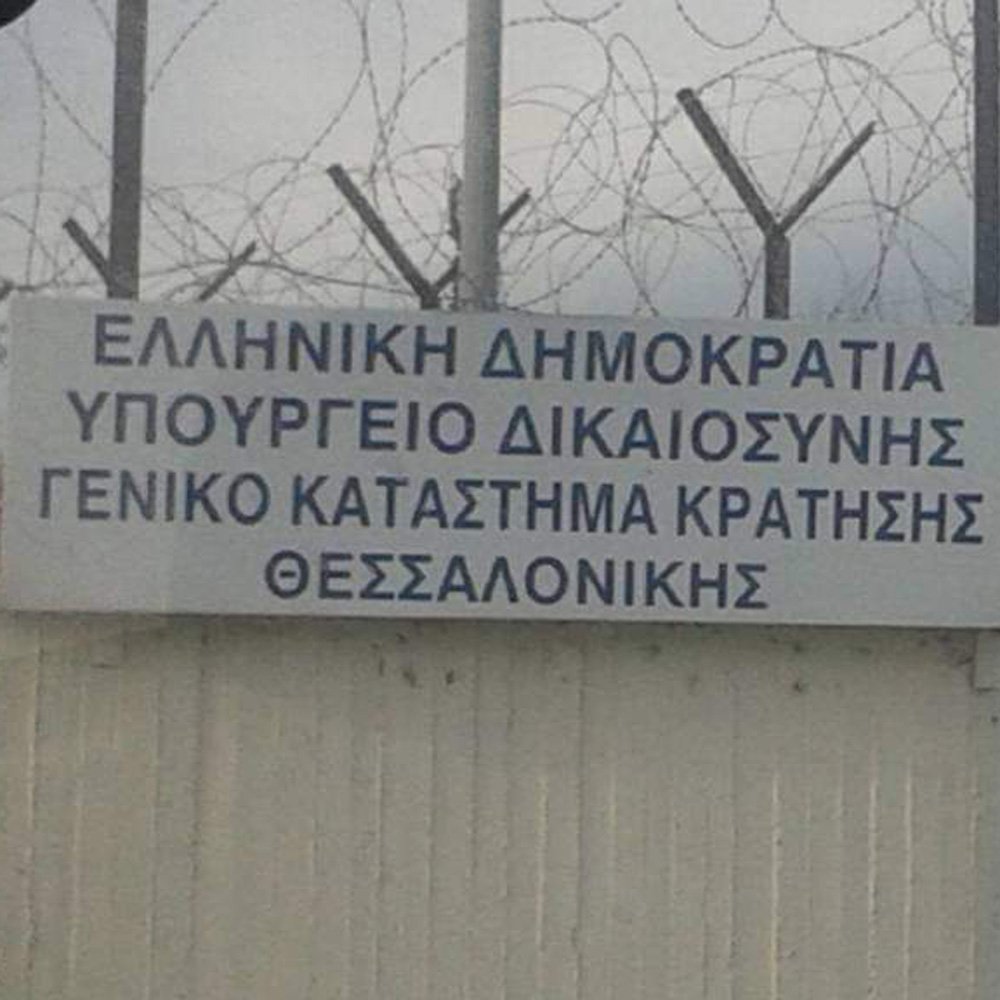 ΕΛΛΗΝΙΚΗ ΔΗΜΟΚΡΑΤΙΑ
ΥΠΟΥΡΓΕΙΟ ΔΙΚΑΙΟΣΥΝΗΣ
ΓΕΝΙΚΟ ΚΑΤΑΣΤΗΜΑ ΚΡΑΤΗΣΗΣ
ΘΕΣΣΑΛΟΝΙΚΗΣ